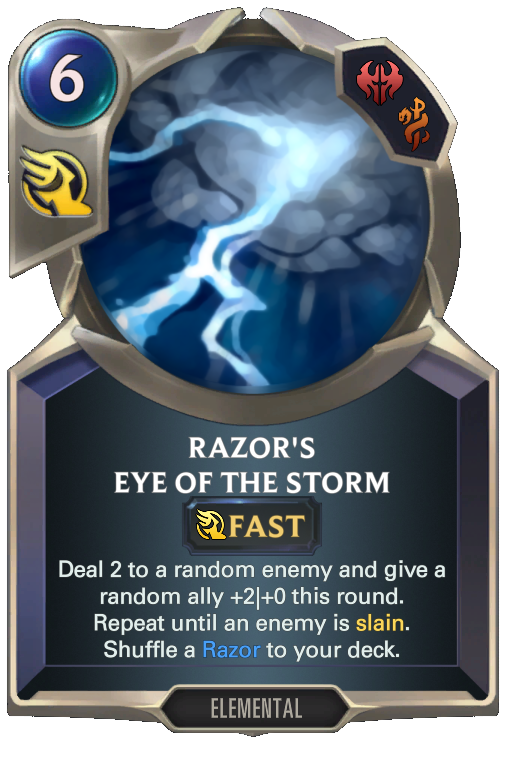 6
RAZOR'S
EYE OF THE STORM
FAST
Deal 2 to a random enemy and give a
random ally +2|+0 this round.
Repeat until an enemy is slain.
Shuffle a Razor to your deck.
ELEMENTAL